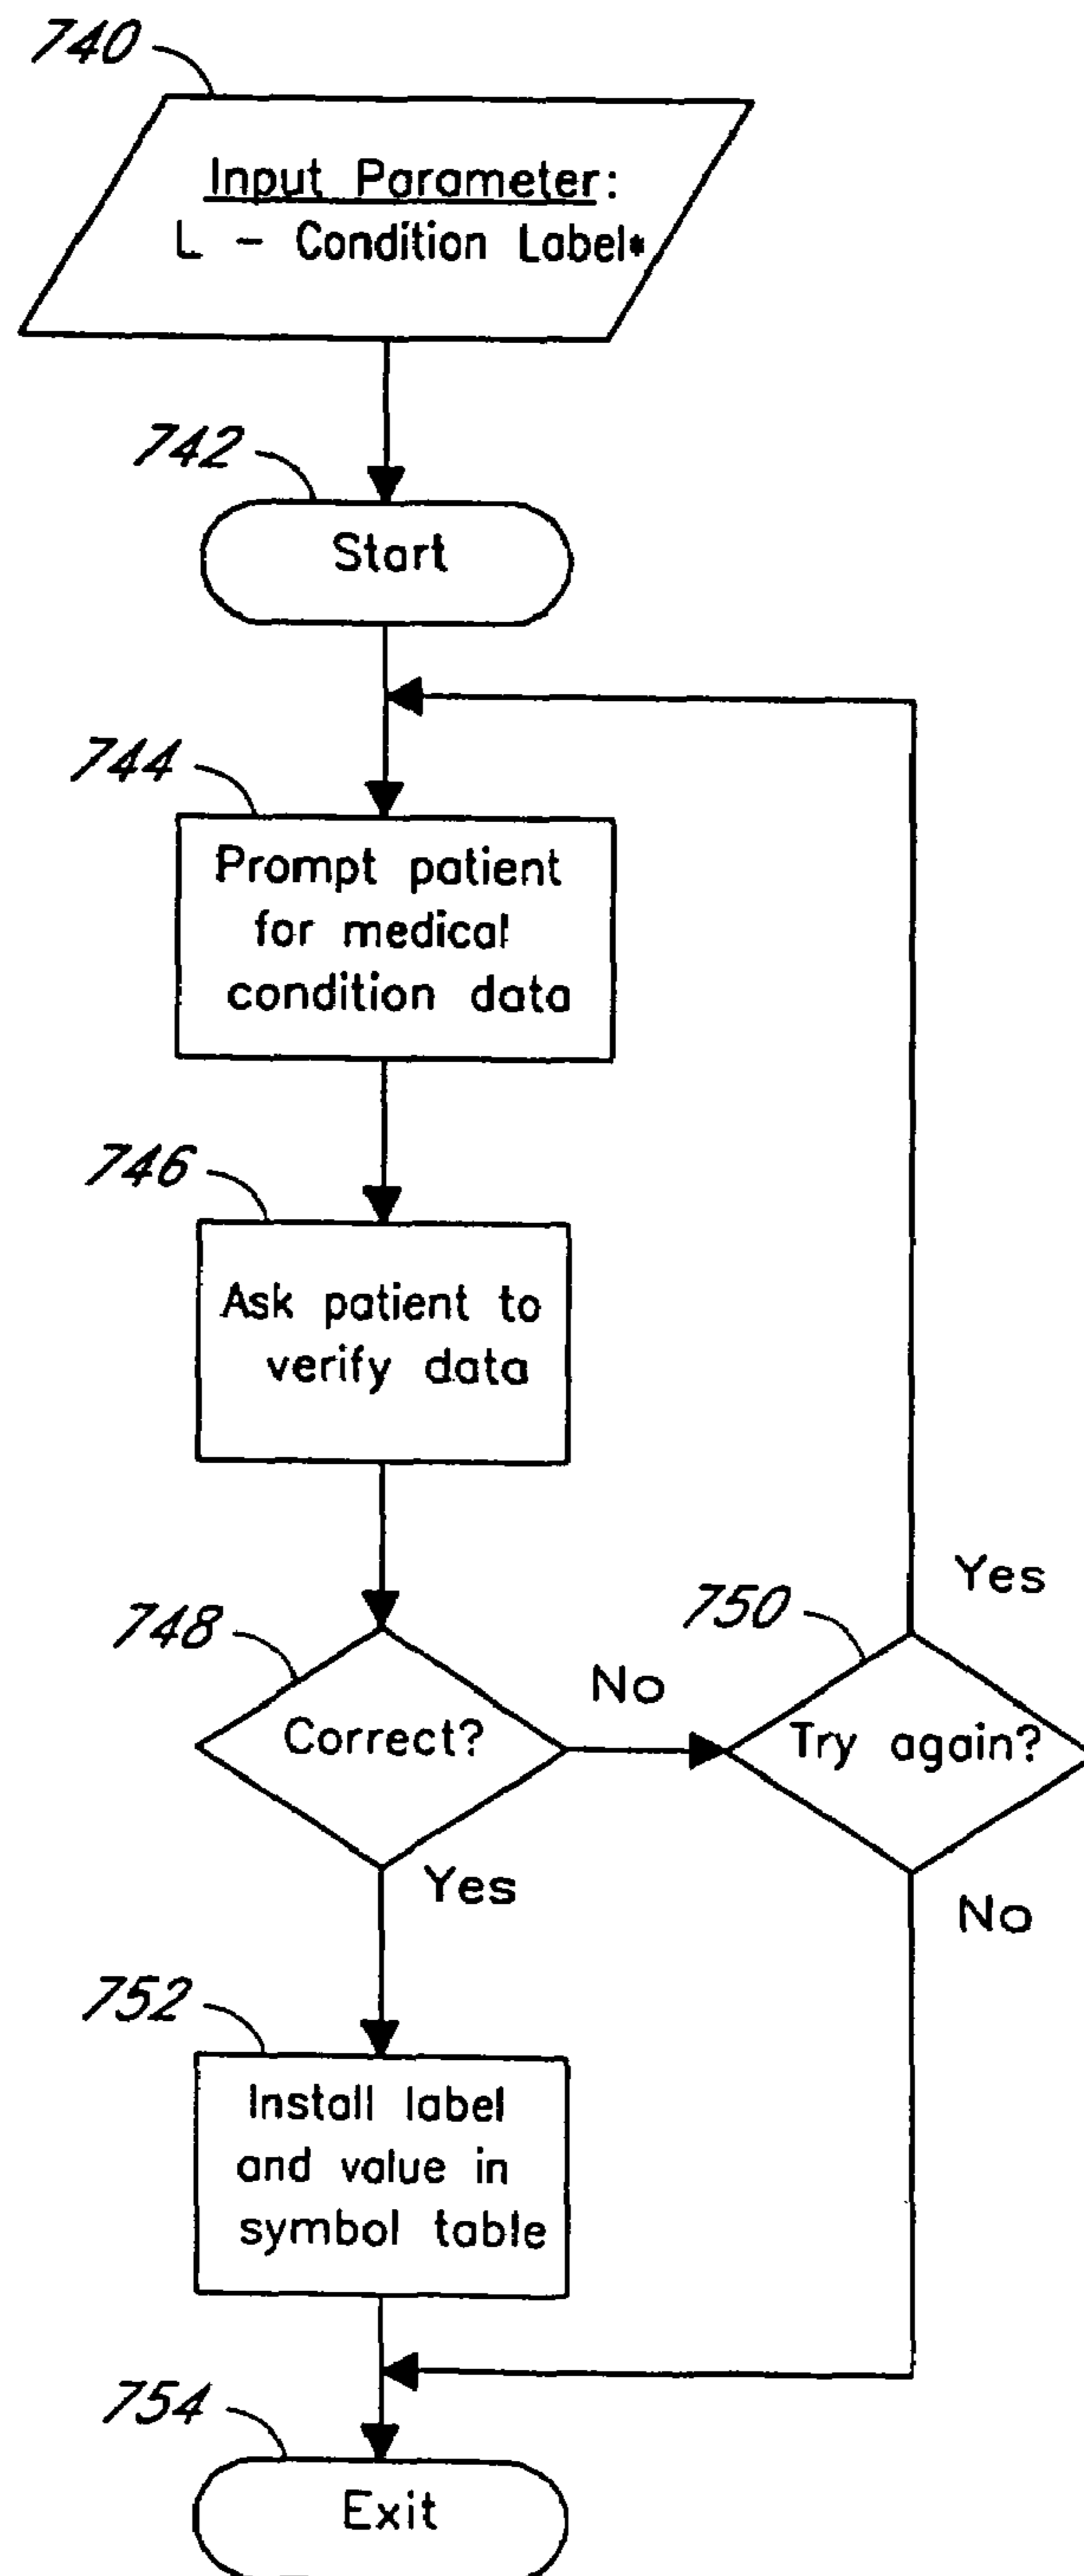 740
Input Parameter:
L - Condition Label*
742
Start
744
Prompt patient
for medical
condition data
746
Ask patient to
verify data
748
Correct?
No
750
Try again?
Yes
No
Yes
752
Install label
and value in
symbol table
754
Exit